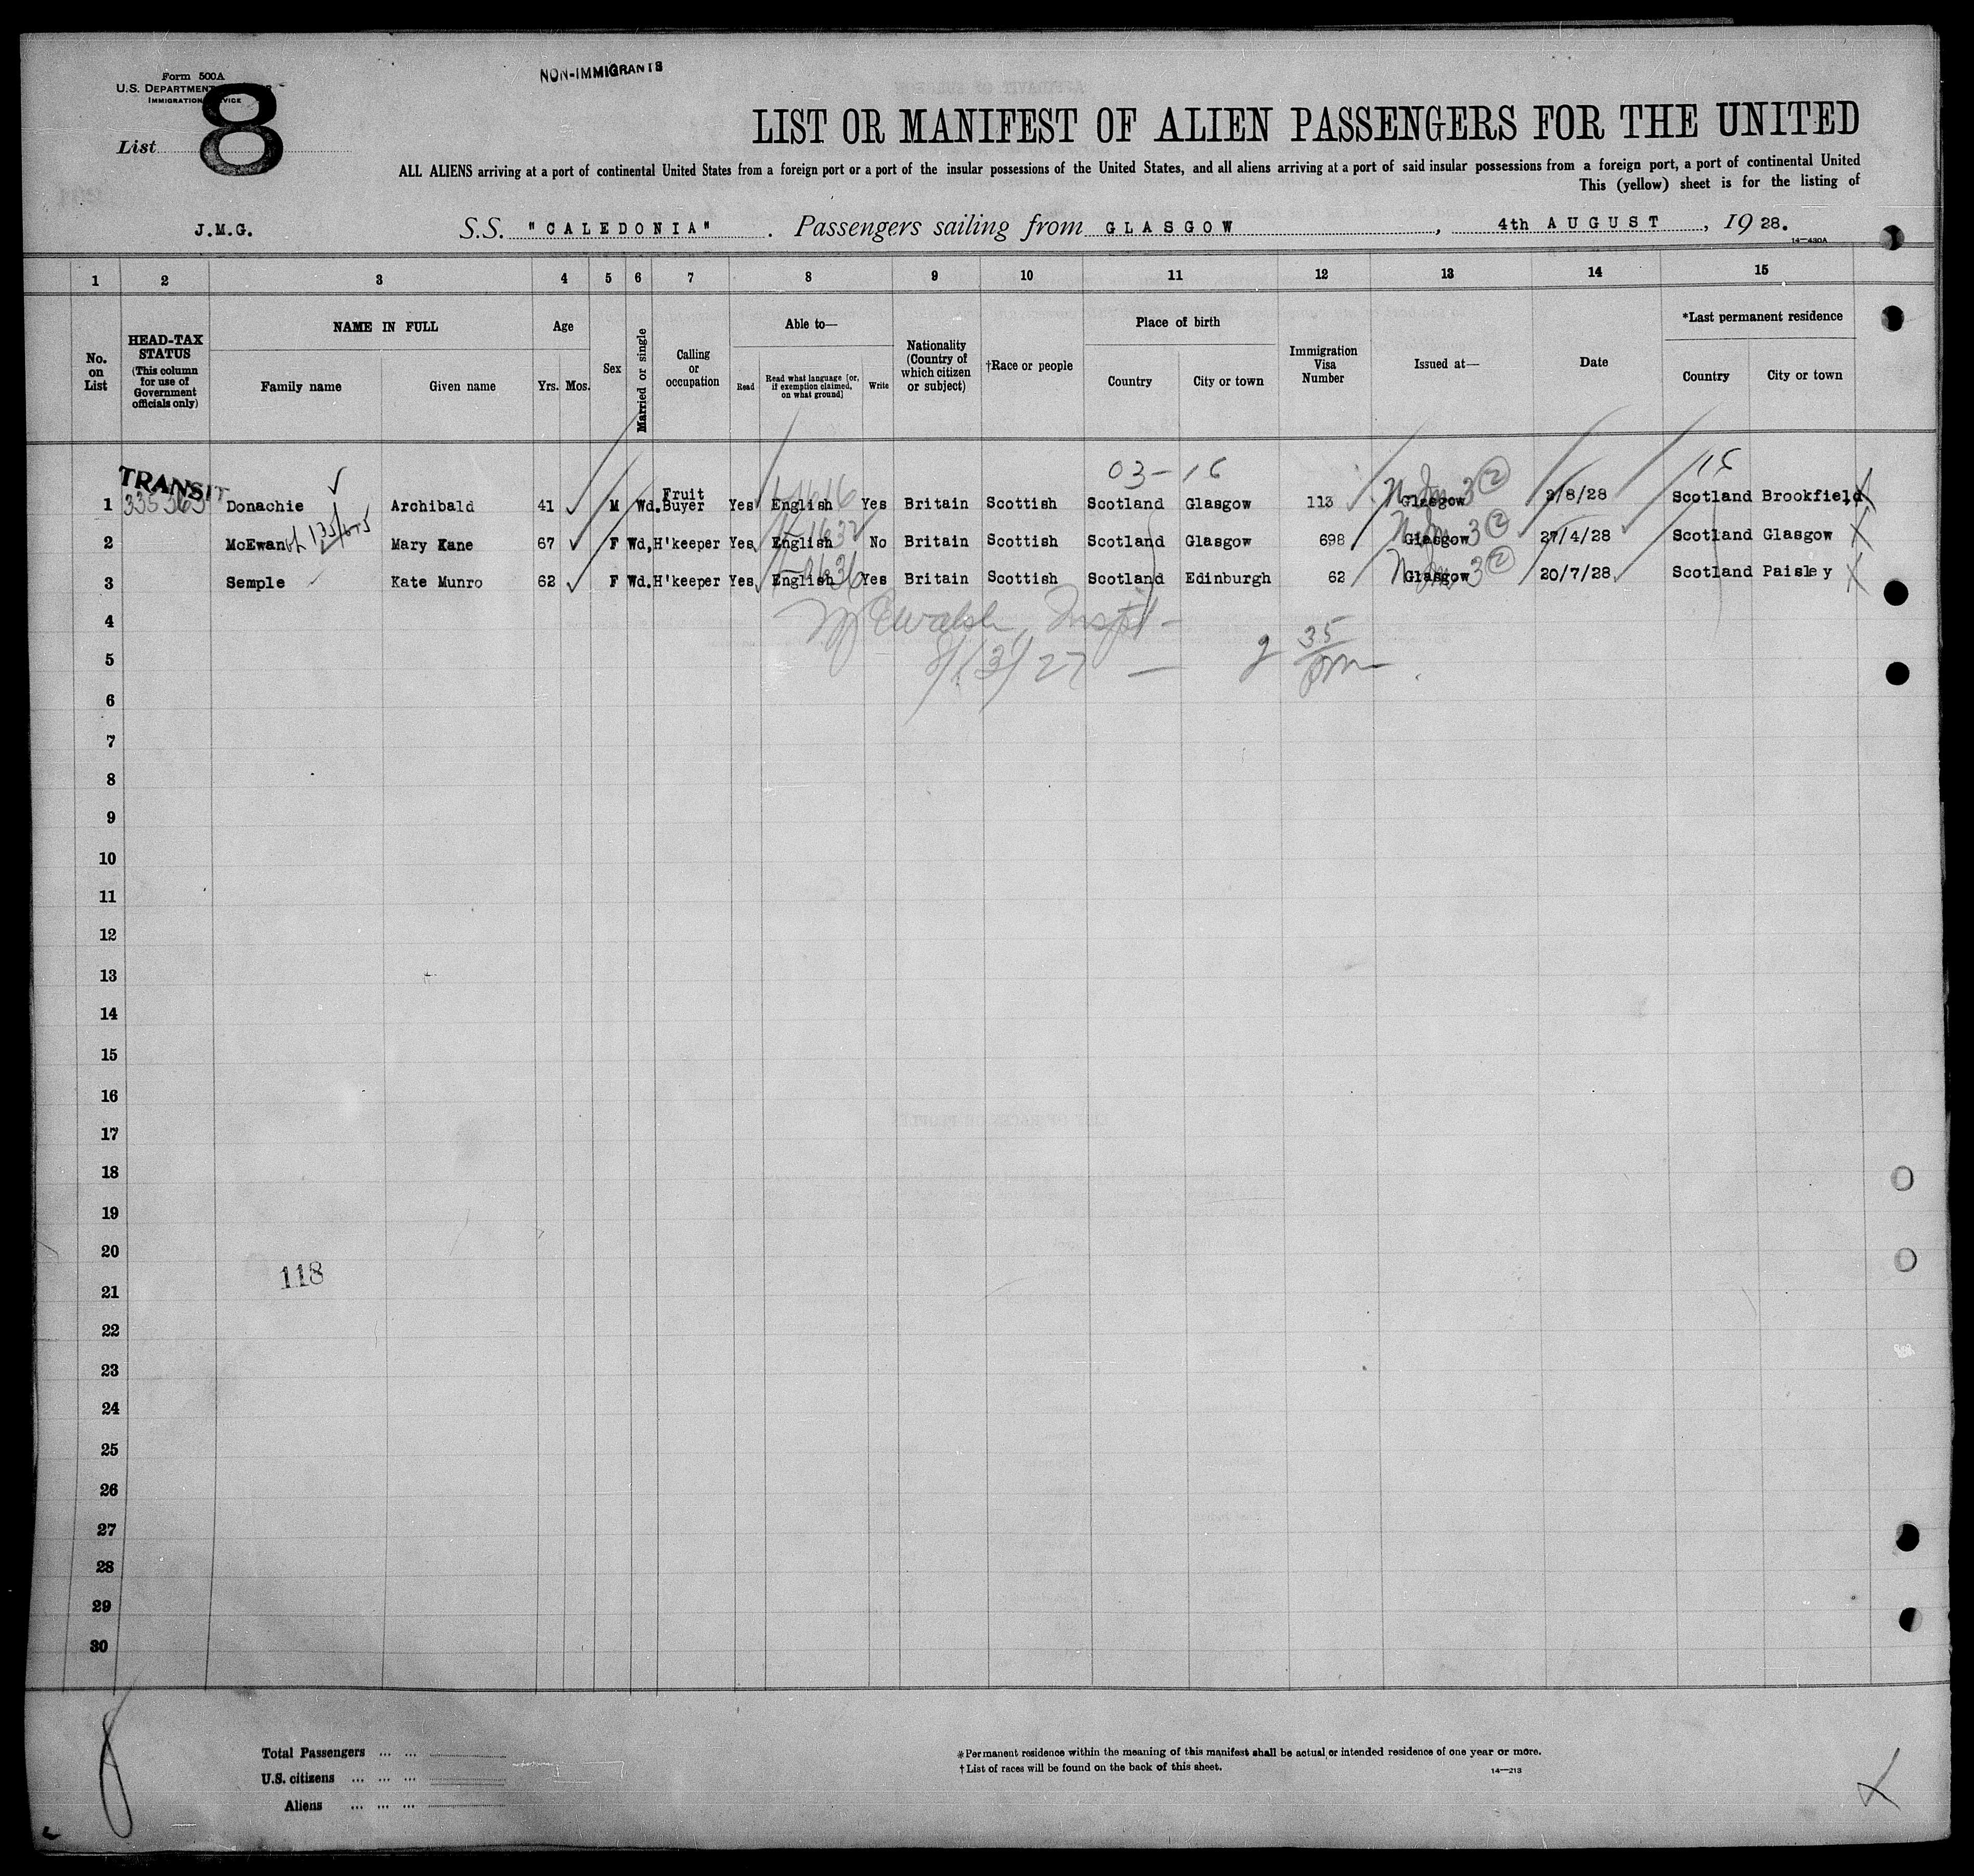 Form 500A
NON-IMMIGRANTS
U.S. DEPARTMENT
IMMIGRATION
List 8
LIST OR MANIFEST OF ALIEN PASSENGERS FOR THE UNITED
ALL ALIENS arriving at a port of continental United States from a foreign port or a port of the insular possessions of the United States, and all aliens arriving at a port of said insular possessions from a foreign port, a port of continental United
This (yellow) sheet is for the listing of
J.M.G. S.S. "CALEDONIA". Passengers sailing from GLASGOW, 4th AUGUST, 1928.
14—430A
1 2 3 4 5 6 7 8 9 10 11 12 13 14 15
No. on List
HEAD-TAX STATUS (This column for use of Government officials only)
NAME IN FULL
Family name Given name
Age
Yrs. Mos.
Sex
Married or single
Calling or occupation
Able to—
Read Read what language [or, if exemption claimed, on what ground] Write
Nationality (Country of which citizen or subject)
†Race or people
Place of birth
Country City or town
Immigration Visa Number
Issued at—
Date
*Last permanent residence
Country City or town
03-16 16
TRANSIT
1 335363 Donachie Archibald 41 M Wd. Fruit Buyer Yes English Yes Britain Scottish Scotland Glasgow 113 Glasgow 3 2 2/8/28 Scotland Brookfield
2 McEwan Mary Kane 67 F Wd. H'keeper Yes English No Britain Scottish Scotland Glasgow 698 Glasgow 3 2 27/4/28 Scotland Glasgow
3 Semple Kate Munro 62 F Wd. H'keeper Yes English Yes Britain Scottish Scotland Edinburgh 62 Glasgow 3 2 20/7/28 Scotland Paisley
4
5
8/13/27 — 35
6
7
8
9
10
11
12
13
14
15
16
17
18
19
20
118
21
22
23
24
25
26
27
28
29
30
Total Passengers ... ...
U.S. citizens ... ... ...
Aliens ... ... ...
*Permanent residence within the meaning of this manifest shall be actual or intended residence of one year or more.
†List of races will be found on the back of this sheet.
14—213